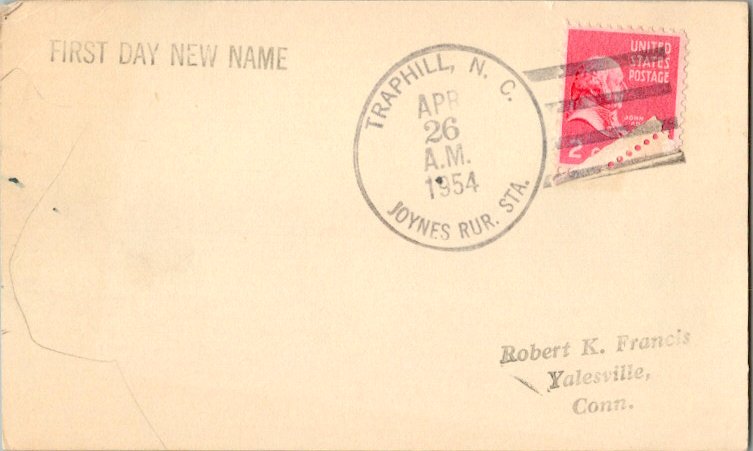 FIRST DAY NEW NAME
TRAPHILL, N. C.
APR
26
A.M.
1954
JOYNES RUR. STA.
UNITED
STATES
POSTAGE
JOHN
2
Robert K. Francis
Yalesville,
Conn.